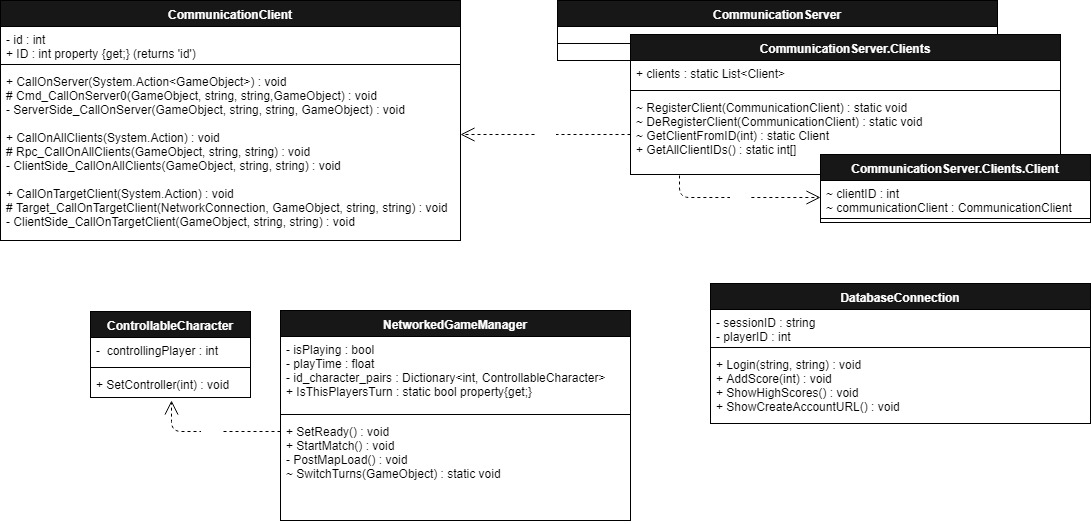 CommunicationClient
- id : int
+ ID : int property {get;} (returns 'id')
+ CallOnServer(System.Action<GameObject>) : void
# Cmd_CallOnServer0(GameObject, string, string,GameObject) : void
- ServerSide_CallOnServer(GameObject, string, string, GameObject) : void
+ CallOnAllClients(System.Action) : void
# Rpc_CallOnAllClients(GameObject, string, string) : void
- ClientSide_CallOnAllClients(GameObject, string, string) : void
+ CallOnTargetClient(System.Action) : void
# Target_CallOnTargetClient(NetworkConnection, GameObject, string, string) : void
- ClientSide_CallOnTargetClient(GameObject, string, string) : void
CommunicationServer
CommunicationServer.Clients
+ clients : static List<Client>
~ RegisterClient(CommunicationClient) : static void
~ DeRegisterClient(CommunicationClient) : static void
~ GetClientFromID(int) : static Client
+ GetAllClientIDs() : static int[]
CommunicationServer.Clients.Client
~ clientID : int
~ communicationClient : CommunicationClient
ControllableCharacter
- controllingPlayer : int
+ SetController(int) : void
NetworkedGameManager
- isPlaying : bool
- playTime : float
- id_character_pairs : Dictionary<int, ControllableCharacter>
+ IsThisPlayersTurn : static bool property{get;}
+ SetReady() : void
+ StartMatch() : void
- PostMapLoad() : void
~ SwitchTurns(GameObject) : static void
DatabaseConnection
- sessionID : string
- playerID : int
+ Login(string, string) : void
+ AddScore(int) : void
+ ShowHighScores() : void
+ ShowCreateAccountURL() : void